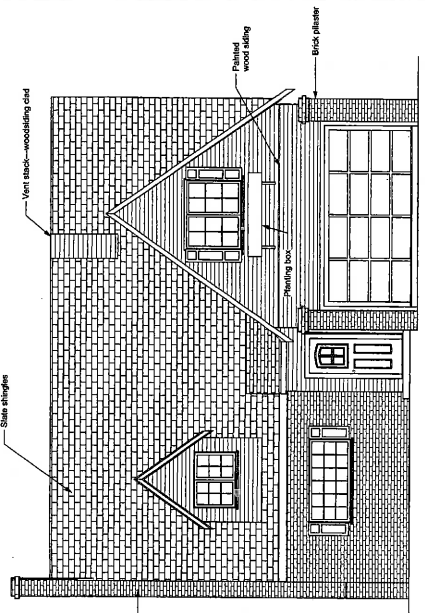 Slate shingles
Vent stack—woodsiding clad
Painted
wood siding
Brick pilaster
Planting box